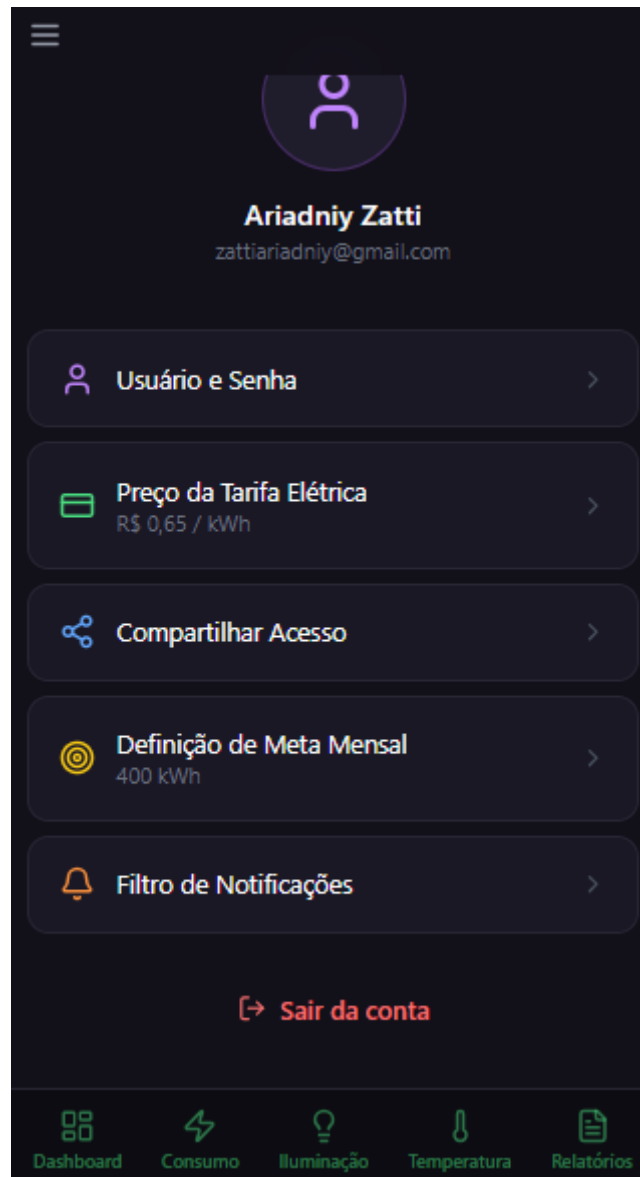 Ariadniy Zatti
zattiariadniy@gmail.com
Usuário e Senha
Preço da Tarifa Elétrica
R$ 0,65 / kWh
Compartilhar Acesso
Definição de Meta Mensal
400 kWh
Filtro de Notificações
Sair da conta
Dashboard Consumo Iluminação Temperatura Relatórios